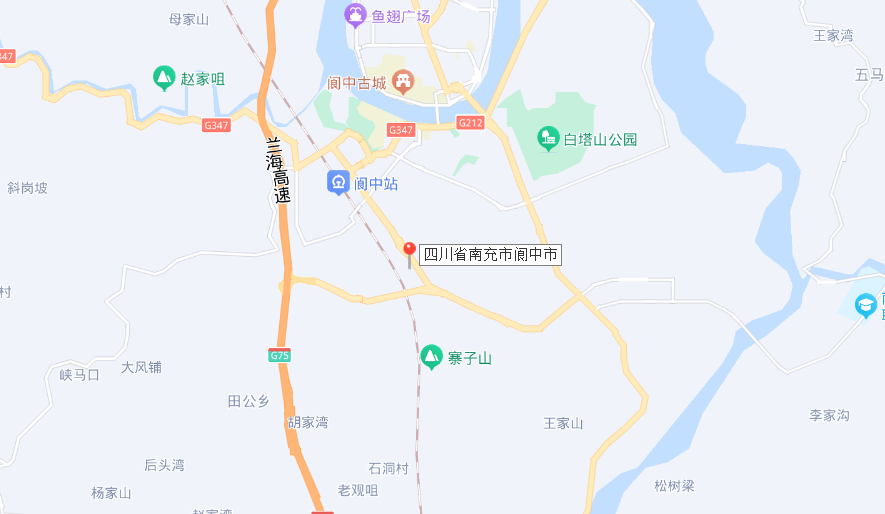 母家山
鱼翅广场
王家湾
347
赵家咀
阆中古城
五马
G347
G347
G212
白塔山公园
兰海高速
阆中站
斜岗坡
四川省南充市阆中市
村
G75
寨子山
大风铺
峡马口
田公乡
胡家湾
王家山
李家沟
后头湾
石洞村
老观咀
松树梁
杨家山
赵家湾